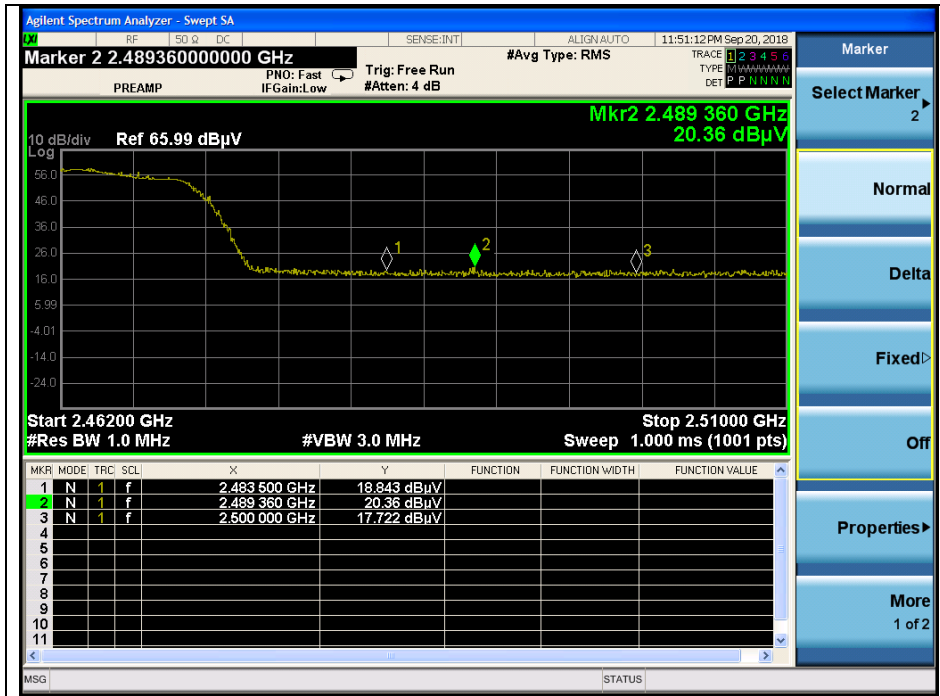 Agilent Spectrum Analyzer - Swept SA
LXI RF 50 Ω DC SENSE:INT ALIGN AUTO 11:51:12 PM Sep 20, 2018
Marker 2 2.489360000000 GHz
PREAMP
PNO: Fast
IFGain:Low
Trig: Free Run
#Atten: 4 dB
#Avg Type: RMS
TRACE 1 2 3 4 5 6
TYPE M WWWWW
DET P P N N N N
Mkr2 2.489 360 GHz
20.36 dBµV
10 dB/div Ref 65.99 dBµV
Log
56.0
46.0
36.0
26.0
16.0
5.99
-4.01
-14.0
-24.0
1
2
3
Start 2.46200 GHz Stop 2.51000 GHz
#Res BW 1.0 MHz #VBW 3.0 MHz Sweep 1.000 ms (1001 pts)
MKR MODE TRC SCL X Y FUNCTION FUNCTION WIDTH FUNCTION VALUE
1 N 1 f 2.483 500 GHz 18.843 dBµV
2 N 1 f 2.489 360 GHz 20.36 dBµV
3 N 1 f 2.500 000 GHz 17.722 dBµV
4
5
6
7
8
9
10
11
MSG STATUS
Marker
Select Marker
2
Normal
Delta
Fixed
Off
Properties
More
1 of 2